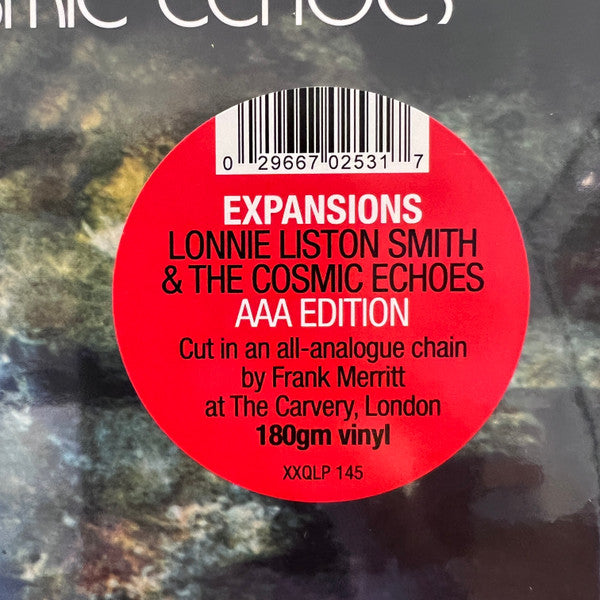 COSMIC ECHOES
0 29667 02531 7
EXPANSIONS
LONNIE LISTON SMITH
& THE COSMIC ECHOES
AAA EDITION
Cut in an all-analogue chain
by Frank Merritt
at The Carvery, London
180gm vinyl
XXQLP 145